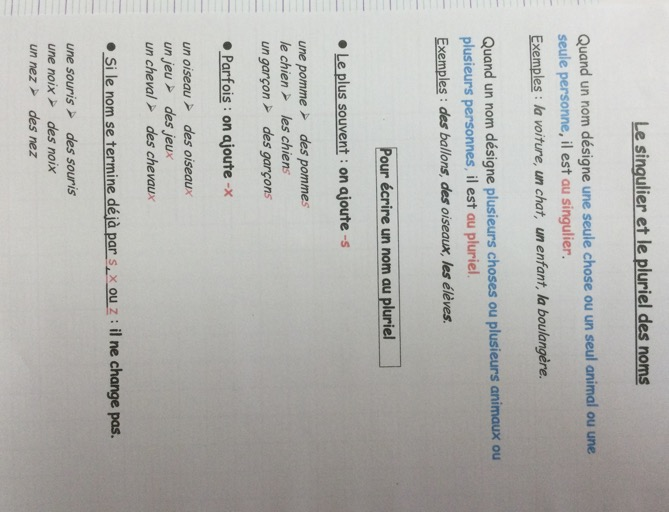 Le singulier et le pluriel des noms
Quand un nom désigne une seule chose ou un seul animal ou une
seule personne, il est au singulier.
Exemples : la voiture, un chat, un enfant, la boulangère.
Quand un nom désigne plusieurs choses ou plusieurs animaux ou
plusieurs personnes, il est au pluriel.
Exemples : des ballons, des oiseaux, les élèves.
Pour écrire un nom au pluriel
● Le plus souvent : on ajoute -s
une pomme ➢ des pommes
le chien ➢ les chiens
un garçon ➢ des garçons
● Parfois : on ajoute -x
un oiseau ➢ des oiseaux
un jeu ➢ des jeux
un cheval ➢ des chevaux
● Si le nom se termine déjà par s, x ou z : il ne change pas.
une souris ➢ des souris
une noix ➢ des noix
un nez ➢ des nez